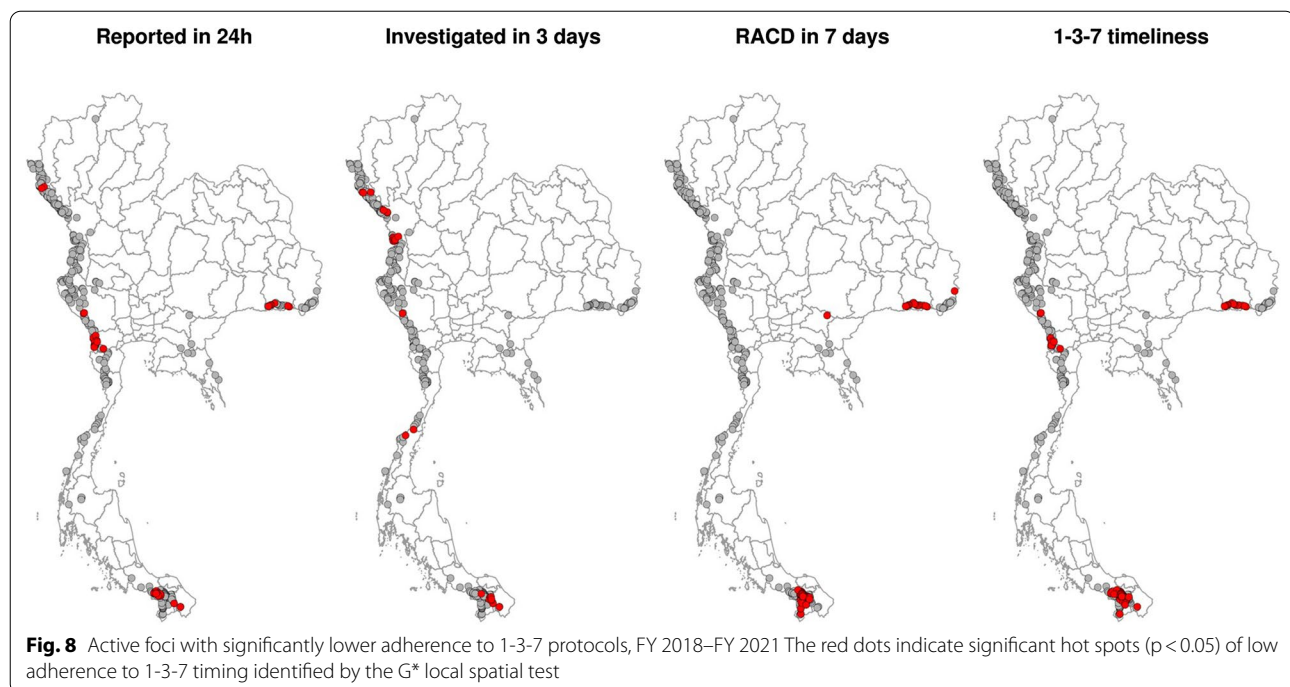 Reported in 24h
Investigated in 3 days
RACD in 7 days
1-3-7 timeliness
Fig. 8 Active foci with significantly lower adherence to 1-3-7 protocols, FY 2018–FY 2021 The red dots indicate significant hot spots (p < 0.05) of low
adherence to 1-3-7 timing identified by the G* local spatial test